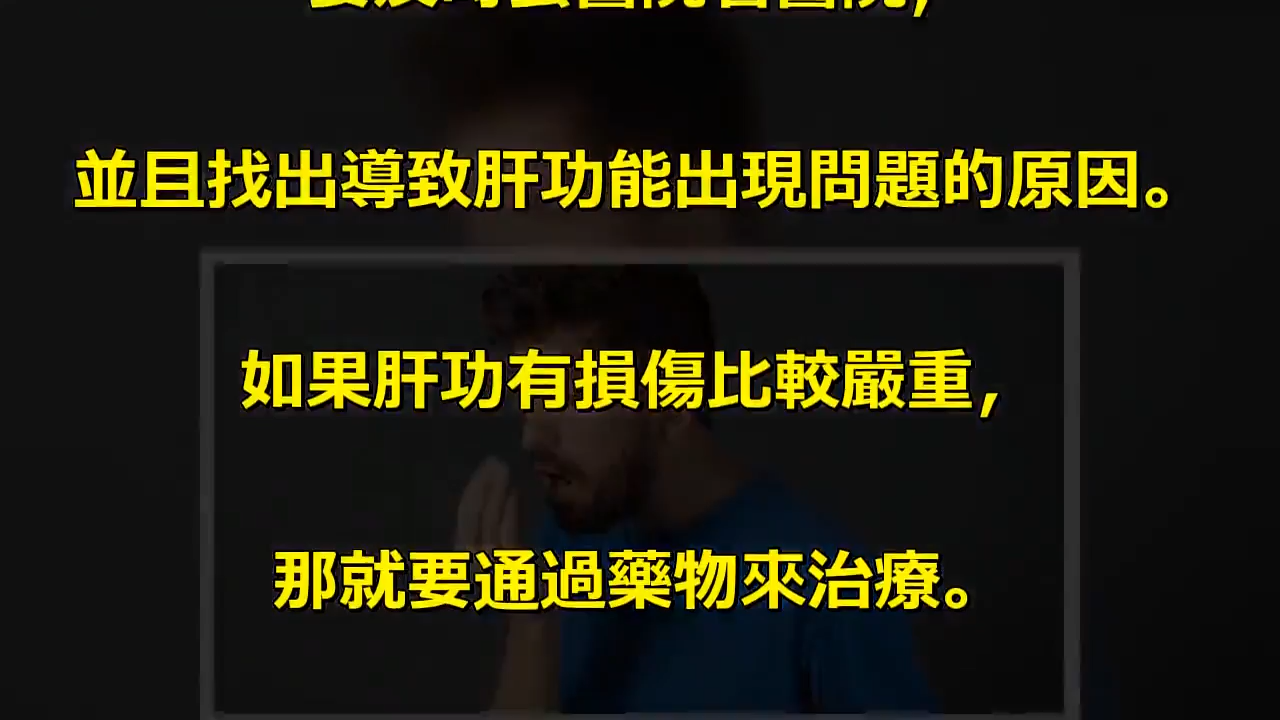 並且找出導致肝功能出現問題的原因。
如果肝功有損傷比較嚴重，
那就要通過藥物來治療。